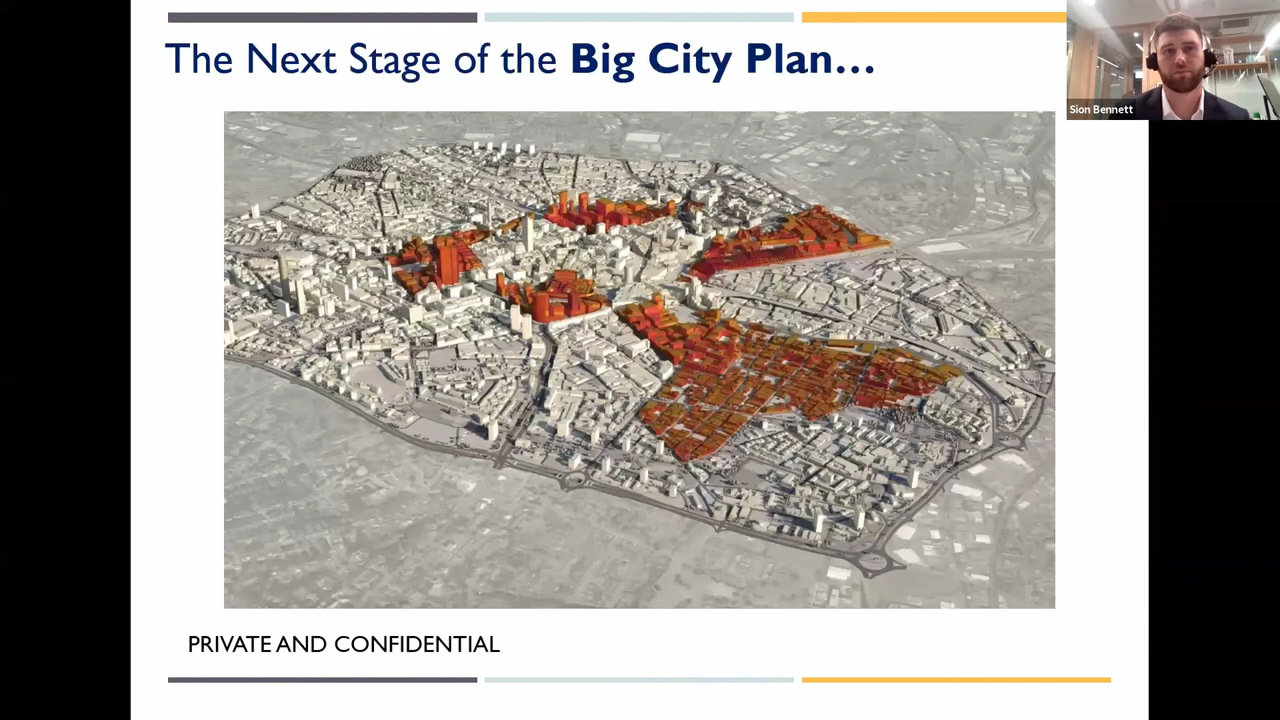 The Next Stage of the Big City Plan...
Sion Bennett
PRIVATE AND CONFIDENTIAL